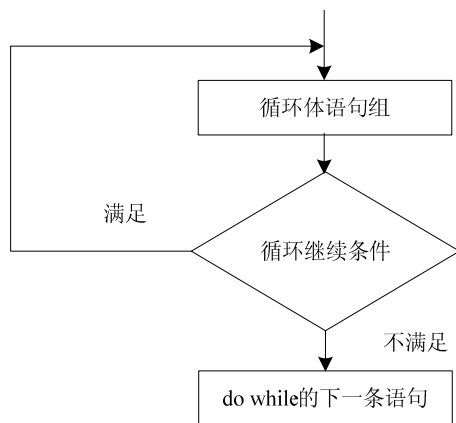 循环体语句组
满足
循环继续条件
不满足
do while的下一条语句